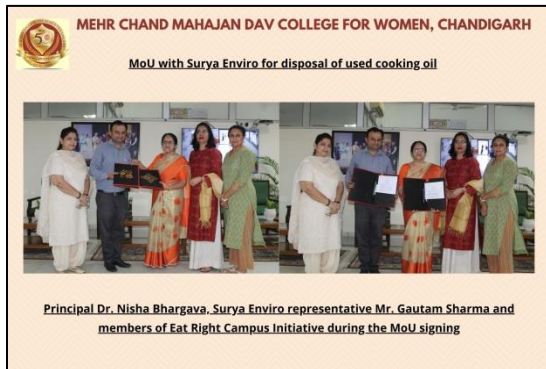 MEHR CHAND MAHAJAN DAV COLLEGE FOR WOMEN, CHANDIGARH
MoU with Surya Enviro for disposal of used cooking oil
Principal Dr. Nisha Bhargava, Surya Enviro representative Mr. Gautam Sharma and
members of Eat Right Campus Initiative during the MoU signing